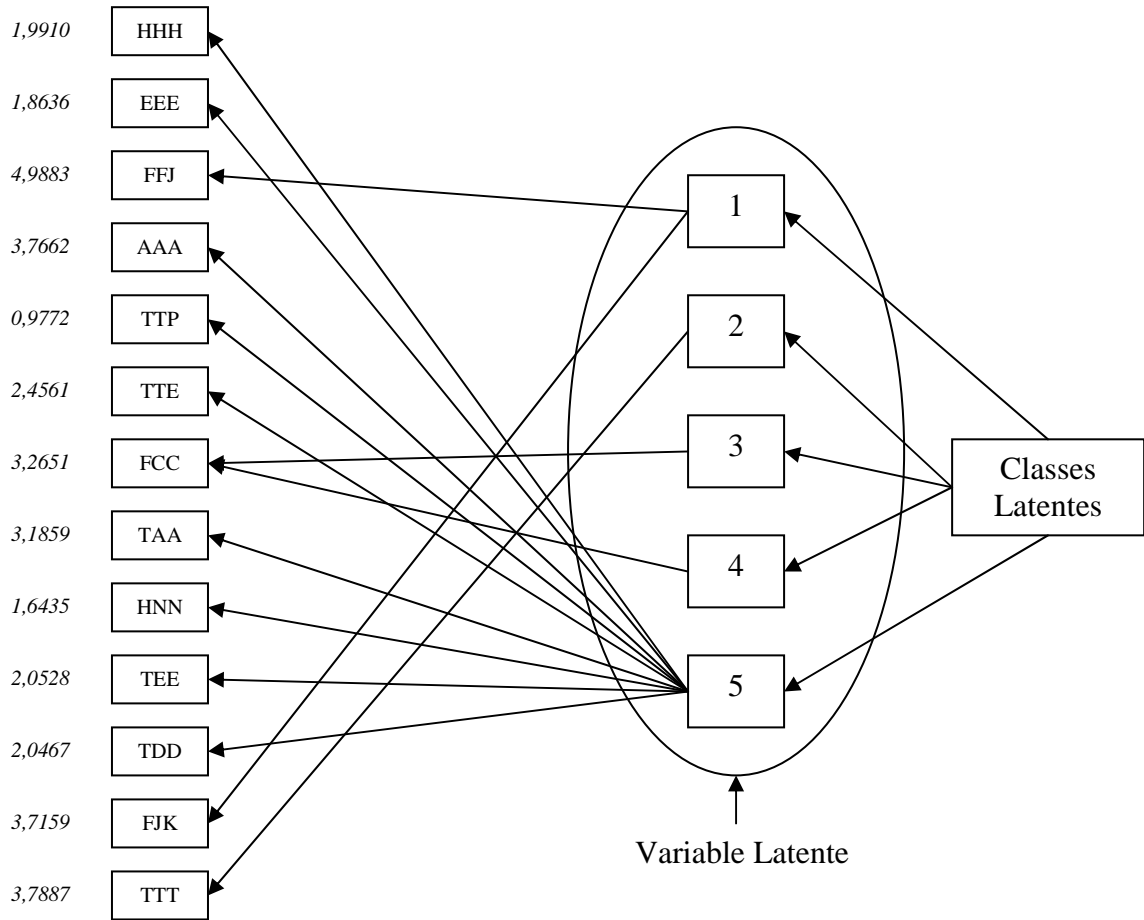 1,9910 HHH
1,8636 EEE
4,9883 FFJ
3,7662 AAA
0,9772 TTP
2,4561 TTE
3,2651 FCC
3,1859 TAA
1,6435 HNN
2,0528 TEE
2,0467 TDD
3,7159 FJK
3,7887 TTT
1
2
3
4
5
Variable Latente
Classes
Latentes